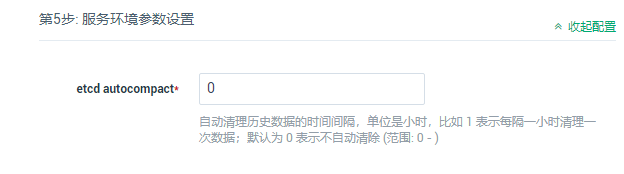 第5步: 服务环境参数设置
收起配置
etcd autocompact*
0
自动清理历史数据的时间间隔，单位是小时，比如 1 表示每隔一小时清理一
次数据；默认为 0 表示不自动清除 (范围: 0 - )